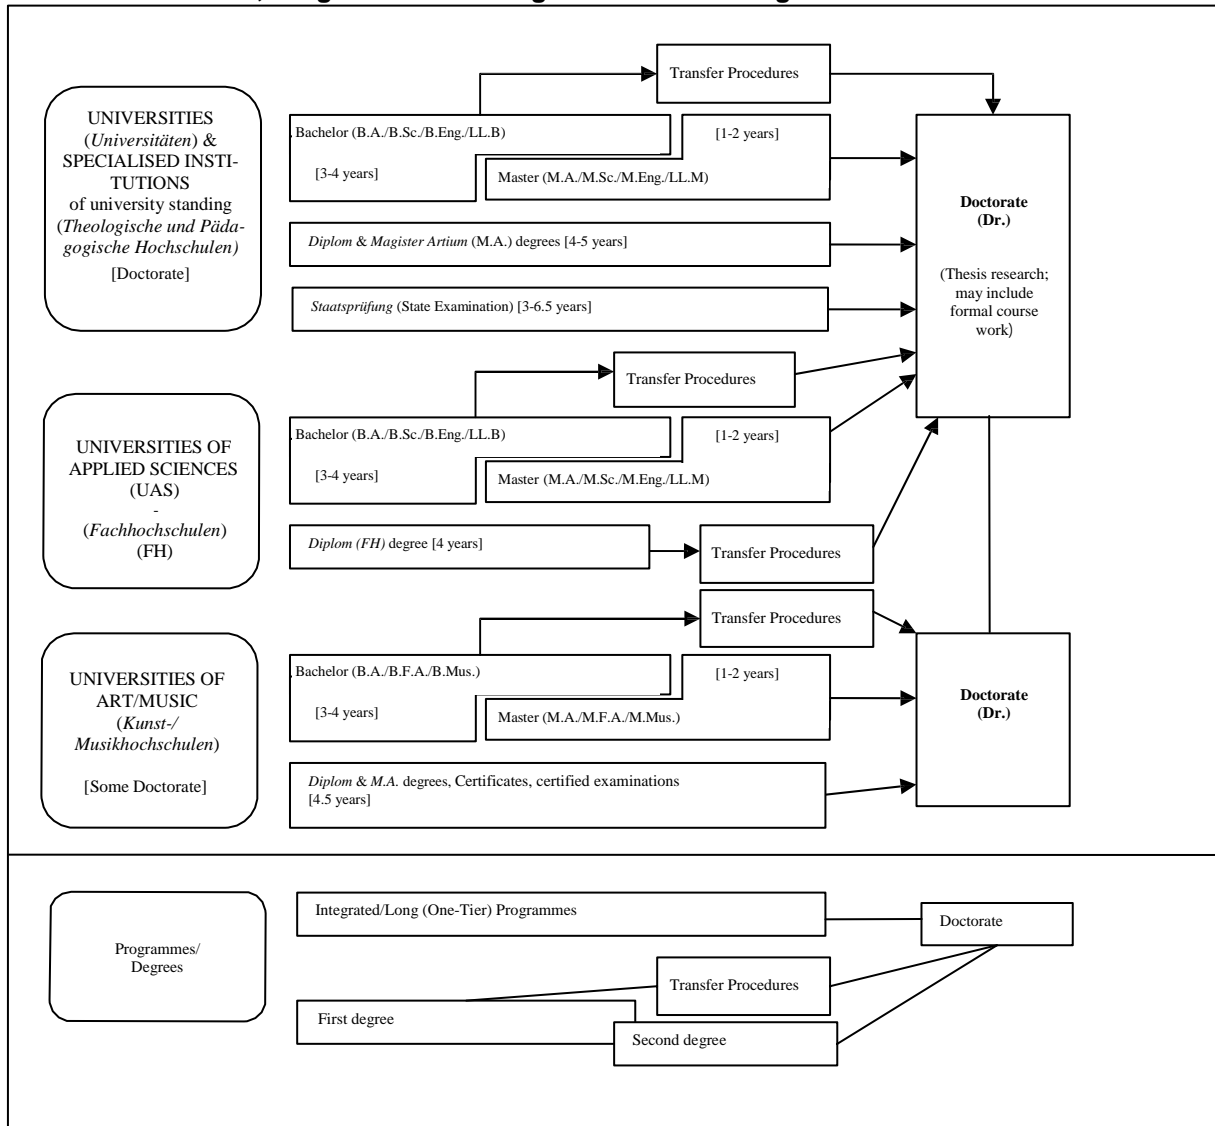 UNIVERSITIES
(Universitäten) &
SPECIALISED INSTI-
TUTIONS
of university standing
(Theologische und Päda-
gogische Hochschulen)
[Doctorate]
Transfer Procedures
Bachelor (B.A./B.Sc./B.Eng./LL.B)
[3-4 years]
[1-2 years]
Master (M.A./M.Sc./M.Eng./LL.M)
Diplom & Magister Artium (M.A.) degrees [4-5 years]
Staatsprüfung (State Examination) [3-6.5 years]
Doctorate
(Dr.)
(Thesis research;
may include
formal course
work)
UNIVERSITIES OF
APPLIED SCIENCES
(UAS)
-
(Fachhochschulen)
(FH)
Transfer Procedures
Bachelor (B.A./B.Sc./B.Eng./LL.B)
[3-4 years]
[1-2 years]
Master (M.A./M.Sc./M.Eng./LL.M)
Diplom (FH) degree [4 years]
Transfer Procedures
UNIVERSITIES OF
ART/MUSIC
(Kunst-/
Musikhochschulen)
[Some Doctorate]
Transfer Procedures
Bachelor (B.A./B.F.A./B.Mus.)
[3-4 years]
[1-2 years]
Master (M.A./M.F.A./M.Mus.)
Diplom & M.A. degrees, Certificates, certified examinations
[4.5 years]
Doctorate
(Dr.)
Programmes/
Degrees
Integrated/Long (One-Tier) Programmes
Doctorate
Transfer Procedures
First degree
Second degree